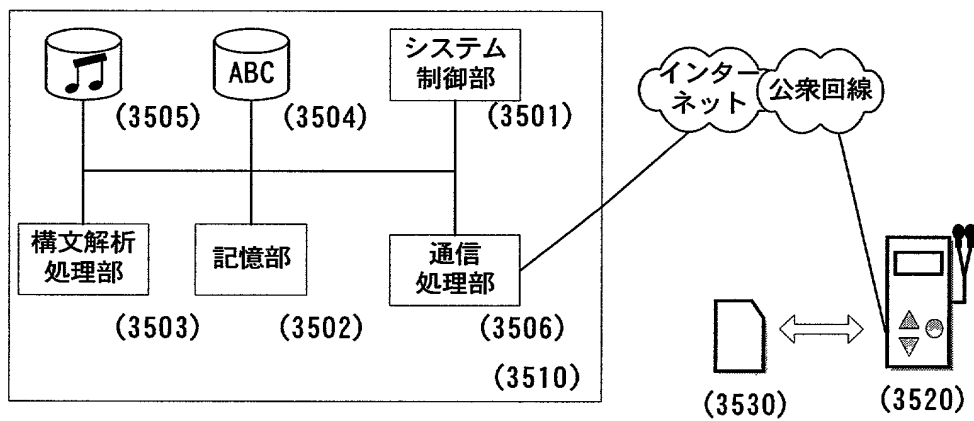 ABC
システム
制御部
(3505)
(3504)
(3501)
インター
ネット
公衆回線
構文解析
処理部
記憶部
通信
処理部
(3503)
(3502)
(3506)
(3510)
(3530)
(3520)